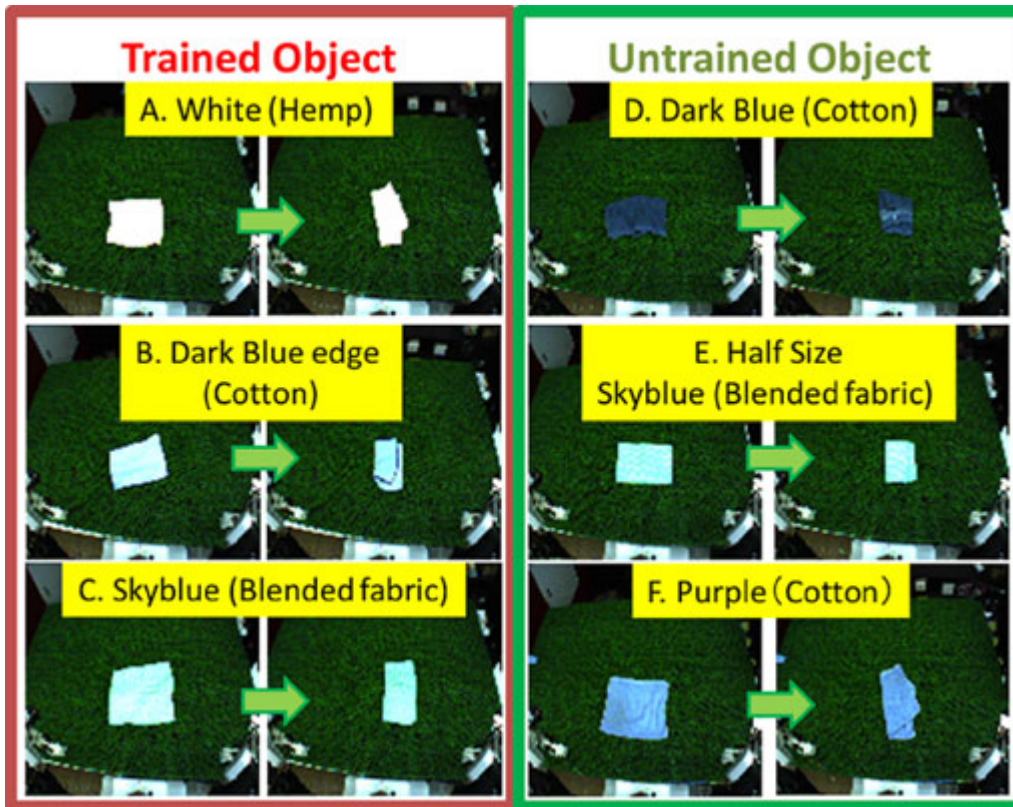 Trained Object
A. White (Hemp)
B. Dark Blue edge
(Cotton)
C. Skyblue (Blended fabric)
Untrained Object
D. Dark Blue (Cotton)
E. Half Size
Skyblue (Blended fabric)
F. Purple（Cotton）